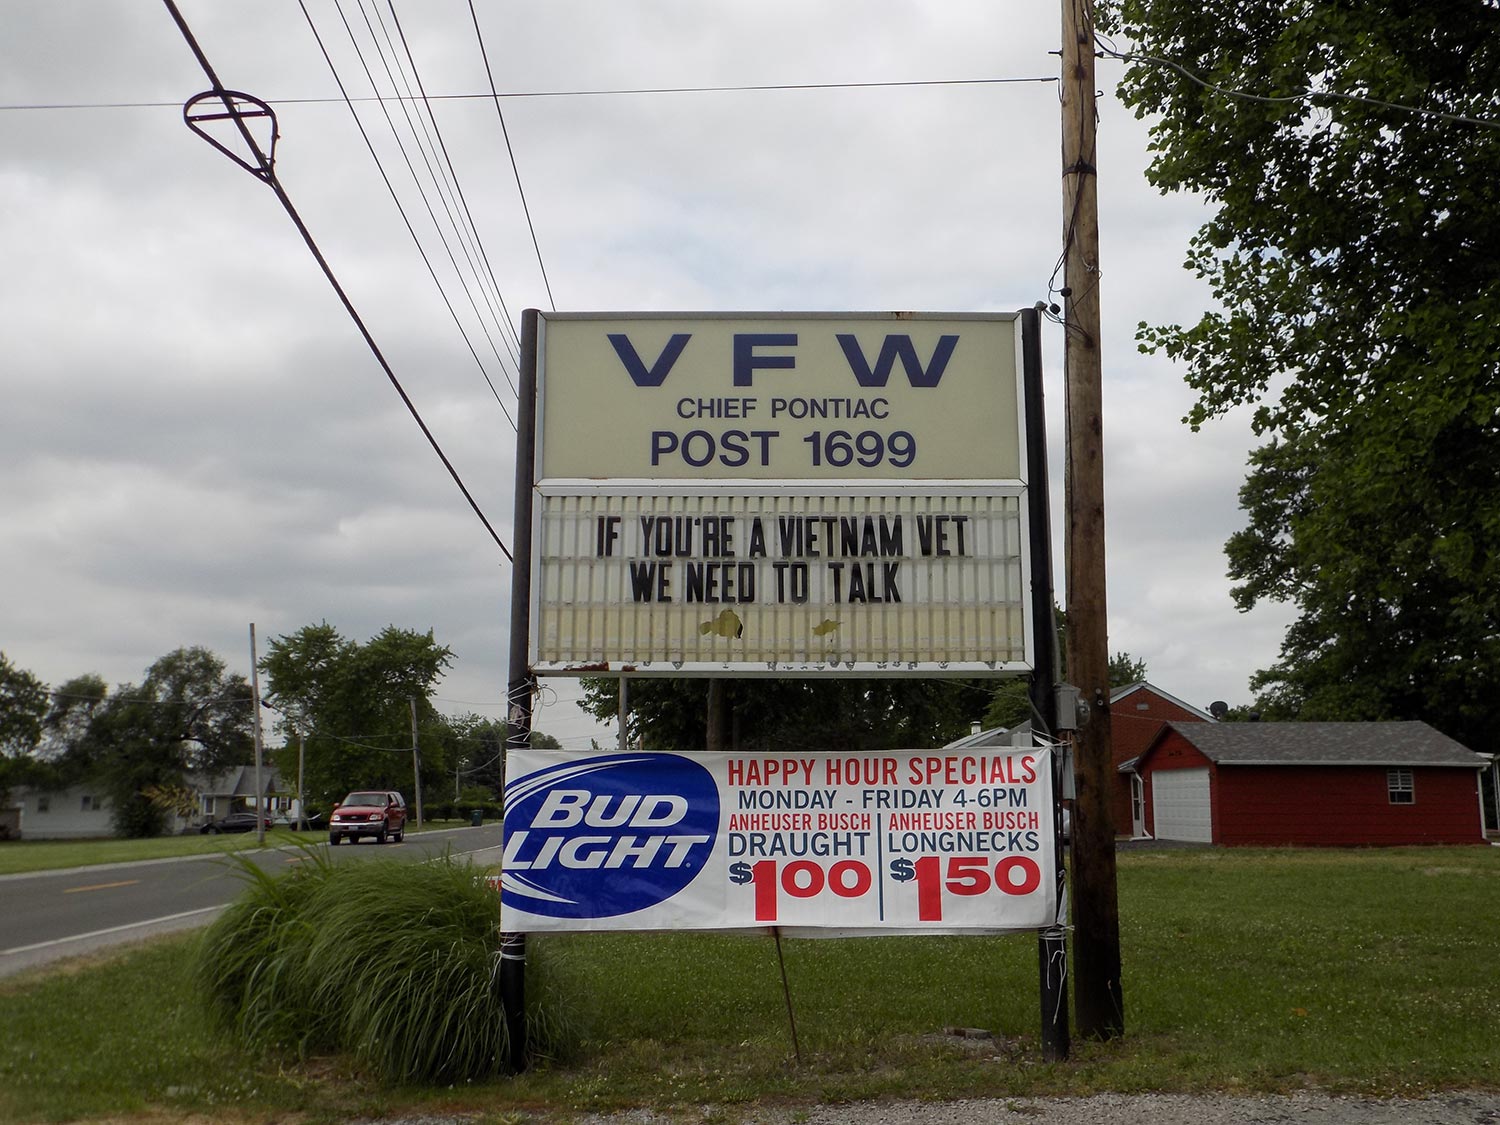 V F W
CHIEF PONTIAC
POST 1699
IF YOU'RE A VIETNAM VET
WE NEED TO TALK
BUD
LIGHT
HAPPY HOUR SPECIALS
MONDAY - FRIDAY 4-6PM
ANHEUSER BUSCH
DRAUGHT
$100
ANHEUSER BUSCH
LONGNECKS
$150